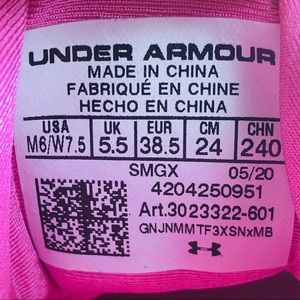 UNDER ARMOUR
MADE IN CHINA
FABRIQUÉ EN CHINE
HECHO EN CHINA
USA UK EUR CM CHN
M6/W7.5 5.5 38.5 24 240
SMGX 05/20
4204250951
Art.3023322-601
GNJNMMTF3XSNxMB